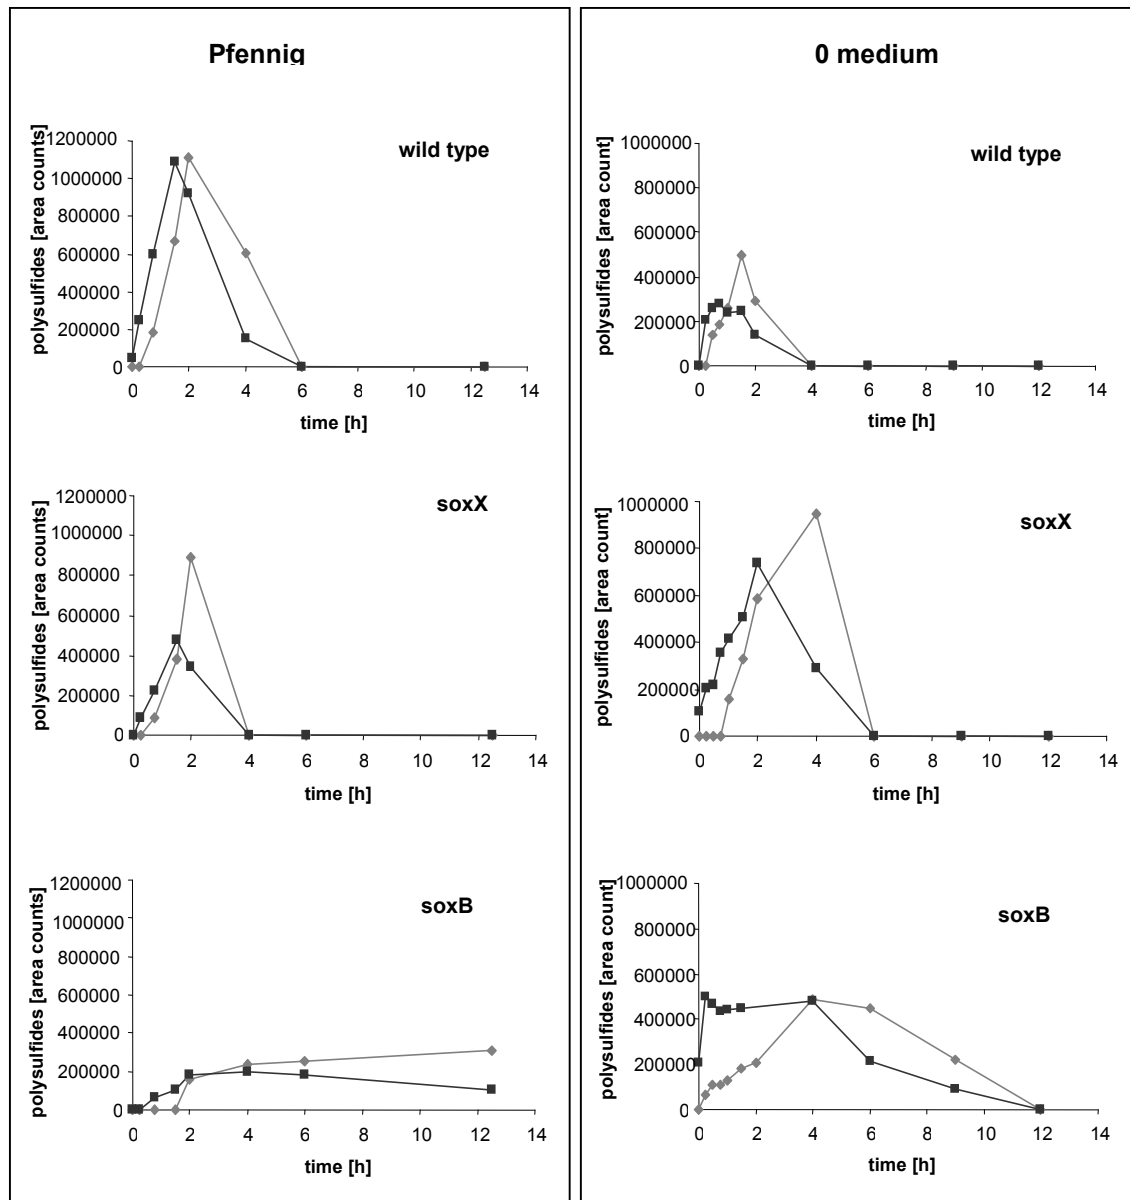 Pfennig
polysulfides [area counts]
1200000
1000000
800000
600000
400000
200000
0
wild type
0 2 4 6 8 10 12 14
time [h]
polysulfides [area counts]
1200000
1000000
800000
600000
400000
200000
0
soxX
0 2 4 6 8 10 12 14
time [h]
polysulfides [area counts]
1200000
1000000
800000
600000
400000
200000
0
soxB
0 2 4 6 8 10 12 14
time [h]
0 medium
polysulfides [area count]
1000000
800000
600000
400000
200000
0
wild type
0 2 4 6 8 10 12 14
time [h]
polysulfides [area count]
1000000
800000
600000
400000
200000
0
soxX
0 2 4 6 8 10 12 14
time [h]
polysulfides [area count]
1000000
800000
600000
400000
200000
0
soxB
0 2 4 6 8 10 12 14
time [h]